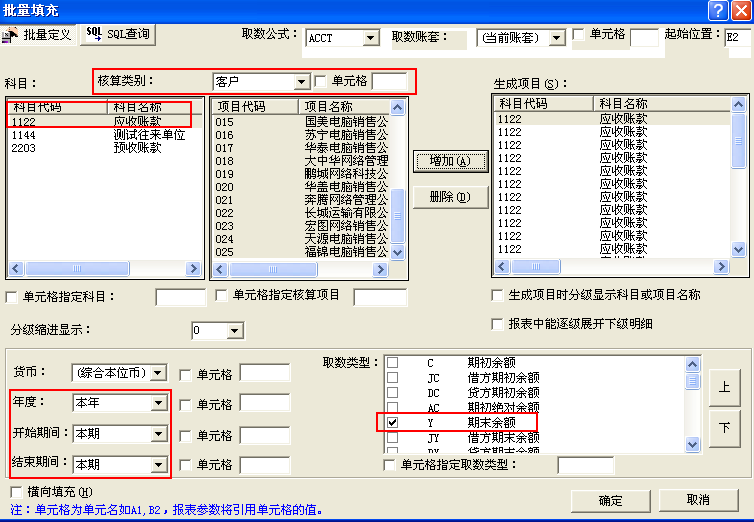 批量填充
批量定义 SQL SQL查询 取数公式： ACCT 取数账套： (当前账套) 单元格 起始位置： E2
科目： 核算类别： 客户 单元格 生成项目(S)：
科目代码 科目名称
1122 应收账款
1144 测试往来单位
2203 预收账款
项目代码 项目名称
015 国美电脑销售公
016 苏宁电脑销售公
017 华泰电脑销售公
018 大中华网络管理
019 鹏城网络科技公
020 华盖电脑销售公
021 奔腾网络管理公
022 长城运输有限公
023 宏图网络销售公
024 天源电脑销售公
025 福锦电脑销售公
增加(A)
删除(D)
科目代码 科目名称
1122 应收账款
1122 应收账款
1122 应收账款
1122 应收账款
1122 应收账款
1122 应收账款
1122 应收账款
1122 应收账款
1122 应收账款
1122 应收账款
1122 应收账款
单元格指定科目： 单元格指定核算项目 生成项目时分级显示科目或项目名称
分级缩进显示： 0 报表中能逐级展开下级明细
货币： (综合本位币) 单元格
年度： 本年 单元格
开始期间： 本期 单元格
结束期间： 本期 单元格
取数类型：
C 期初余额
JC 借方期初余额
DC 贷方期初余额
AC 期初绝对余额
Y 期末余额
JY 借方期末余额
DY 贷方期末余额
上
下
单元格指定取数类型：
横向填充(H)
注：单元格为单元名如A1,B2，报表参数将引用单元格的值。
确定 取消